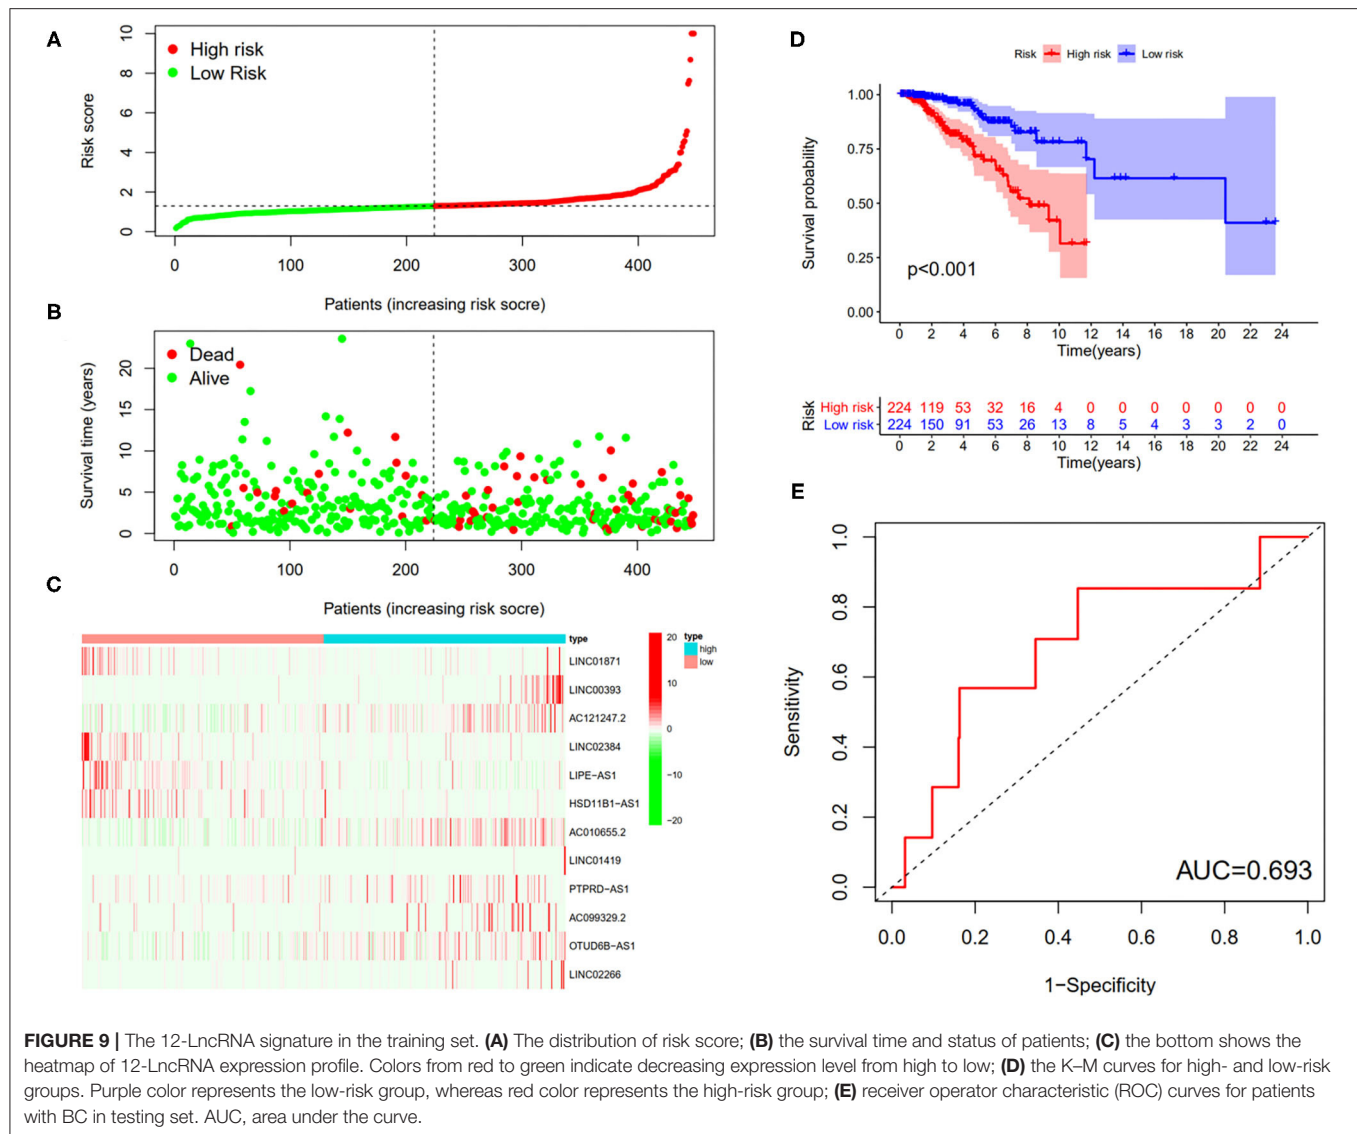 A
10
8
6
4
2
0
Risk score
High risk
Low Risk
0 100 200 300 400
Patients (increasing risk socre)
B
20
15
10
5
0
Survival time (years)
Dead
Alive
0 100 200 300 400
Patients (increasing risk socre)
C
type
LINC01871
LINC00393
AC121247.2
LINC02384
LIPE-AS1
HSD11B1-AS1
AC010655.2
LINC01419
PTPRD-AS1
AC099329.2
OTUD6B-AS1
LINC02266
20
10
0
-10
-20
type
high
low
D
Risk High risk Low risk
1.00
0.75
0.50
0.25
0.00
Survival probability
p<0.001
0 2 4 6 8 10 12 14 16 18 20 22 24
Time(years)
Risk
High risk 224 119 53 32 16 4 0 0 0 0 0 0 0
Low risk 224 150 91 53 26 13 8 5 4 3 3 2 0
0 2 4 6 8 10 12 14 16 18 20 22 24
Time(years)
E
1.0
0.8
0.6
0.4
0.2
0.0
Sensitivity
AUC=0.693
0.0 0.2 0.4 0.6 0.8 1.0
1-Specificity
FIGURE 9 | The 12-LncRNA signature in the training set. (A) The distribution of risk score; (B) the survival time and status of patients; (C) the bottom shows the
heatmap of 12-LncRNA expression profile. Colors from red to green indicate decreasing expression level from high to low; (D) the K–M curves for high- and low-risk
groups. Purple color represents the low-risk group, whereas red color represents the high-risk group; (E) receiver operator characteristic (ROC) curves for patients
with BC in testing set. AUC, area under the curve.